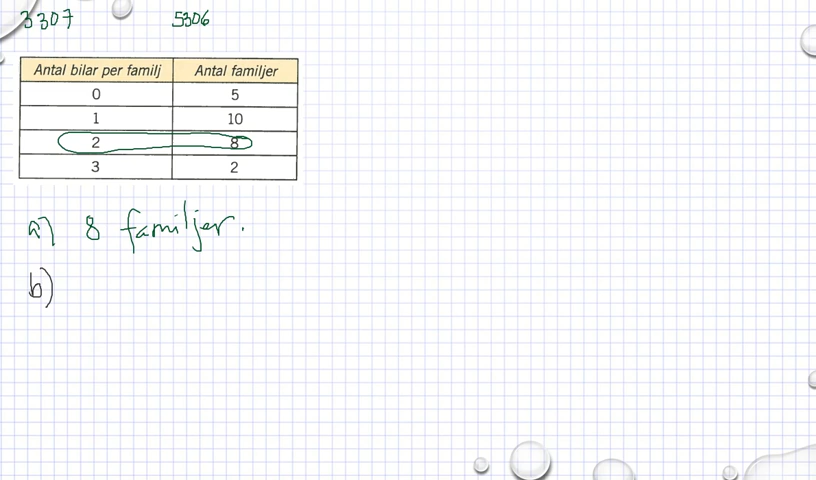 3307 5306
Antal bilar per familj Antal familjer
0 5
1 10
2 8
3 2
a) 8 familjer.
b)